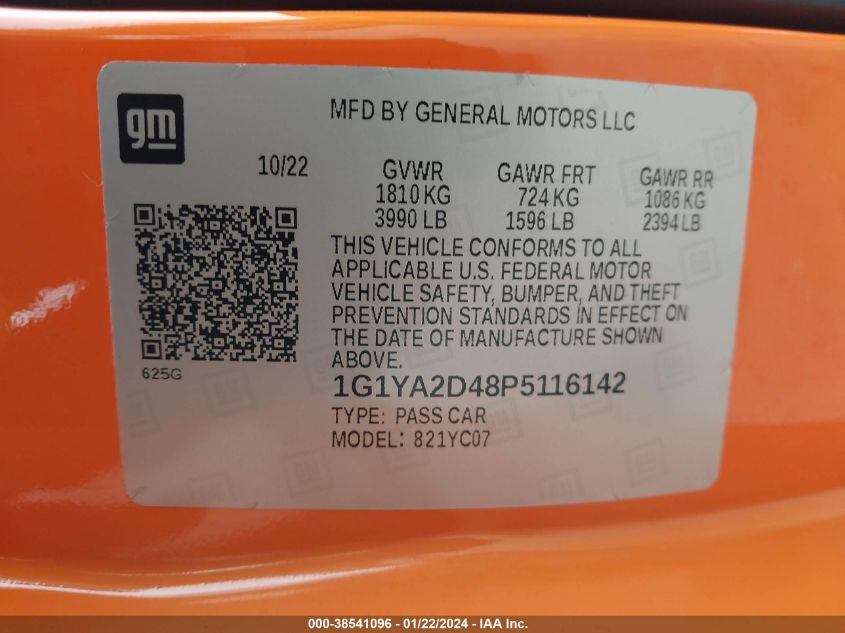 gm
MFD BY GENERAL MOTORS LLC
10/22
GVWR
1810 KG
3990 LB
GAWR FRT
724 KG
1596 LB
GAWR RR
1086 KG
2394 LB
THIS VEHICLE CONFORMS TO ALL
APPLICABLE U.S. FEDERAL MOTOR
VEHICLE SAFETY, BUMPER, AND THEFT
PREVENTION STANDARDS IN EFFECT ON
THE DATE OF MANUFACTURE SHOWN
ABOVE.
625G
1G1YA2D48P5116142
TYPE: PASS CAR
MODEL: 821YC07
000-38541096 - 01/22/2024 - IAA Inc.